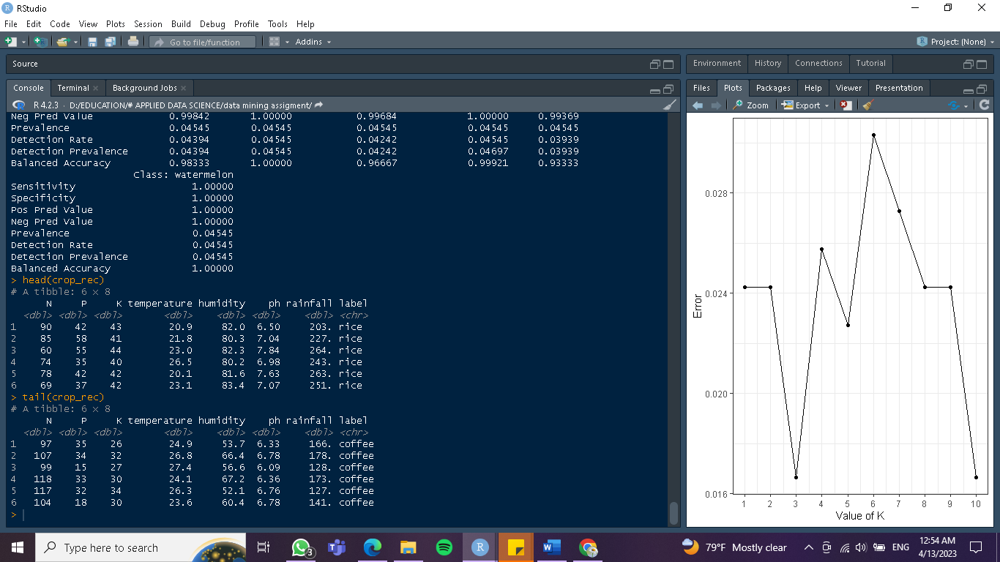 RStudio
File Edit Code View Plots Session Build Debug Profile Tools Help
Go to file/function Addins Project: (None)
Source
Console Terminal Background Jobs
R 4.2.3 · D:/EDUCATION/# APPLIED DATA SCIENCE/data mining assigment/
Neg Pred Value 0.99842 1.00000 0.99684 1.00000 0.99369
Prevalence 0.04545 0.04545 0.04545 0.04545 0.04545
Detection Rate 0.04394 0.04545 0.04242 0.04545 0.03939
Detection Prevalence 0.04394 0.04545 0.04242 0.04697 0.03939
Balanced Accuracy 0.98333 1.00000 0.96667 0.99921 0.93333
Class: watermelon
Sensitivity 1.00000
Specificity 1.00000
Pos Pred Value 1.00000
Neg Pred Value 1.00000
Prevalence 0.04545
Detection Rate 0.04545
Detection Prevalence 0.04545
Balanced Accuracy 1.00000
> head(crop_rec)
# A tibble: 6 × 8
N P K temperature humidity ph rainfall label
<dbl> <dbl> <dbl> <dbl> <dbl> <dbl> <dbl> <chr>
1 90 42 43 20.9 82.0 6.50 203. rice
2 85 58 41 21.8 80.3 7.04 227. rice
3 60 55 44 23.0 82.3 7.84 264. rice
4 74 35 40 26.5 80.2 6.98 243. rice
5 78 42 42 20.1 81.6 7.63 263. rice
6 69 37 42 23.1 83.4 7.07 251. rice
> tail(crop_rec)
# A tibble: 6 × 8
N P K temperature humidity ph rainfall label
<dbl> <dbl> <dbl> <dbl> <dbl> <dbl> <dbl> <chr>
1 97 35 26 24.9 53.7 6.33 166. coffee
2 107 34 32 26.8 66.4 6.78 178. coffee
3 99 15 27 27.4 56.6 6.09 128. coffee
4 118 33 30 24.1 67.2 6.36 173. coffee
5 117 32 34 26.3 52.1 6.76 127. coffee
6 104 18 30 23.6 60.4 6.78 141. coffee
>
Environment History Connections Tutorial
Files Plots Packages Help Viewer Presentation
Zoom Export
0.028
0.024
0.020
0.016
Error
1 2 3 4 5 6 7 8 9 10
Value of K
Type here to search
3
79°F Mostly clear
ENG
12:54 AM
4/13/2023